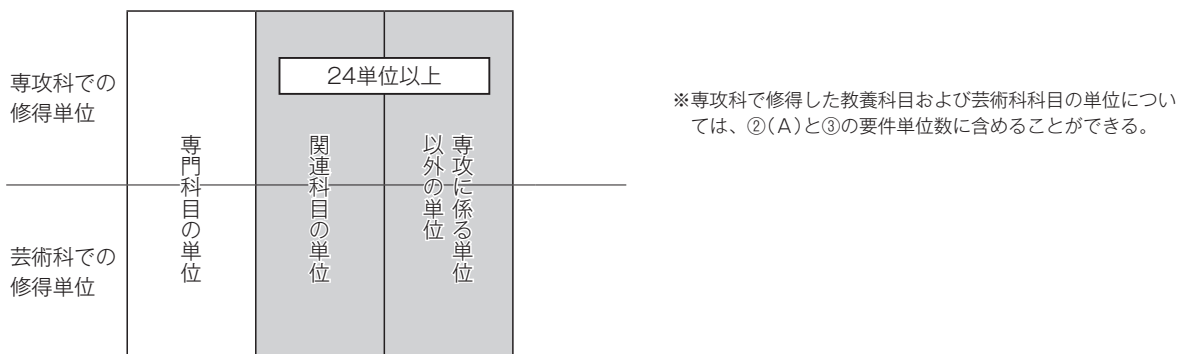 専攻科での
修得単位
24単位以上
専門科目の単位
関連科目の単位
専攻に係る単位
以外の単位
芸術科での
修得単位
※専攻科で修得した教養科目および芸術科科目の単位につい
ては、②(A)と③の要件単位数に含めることができる。